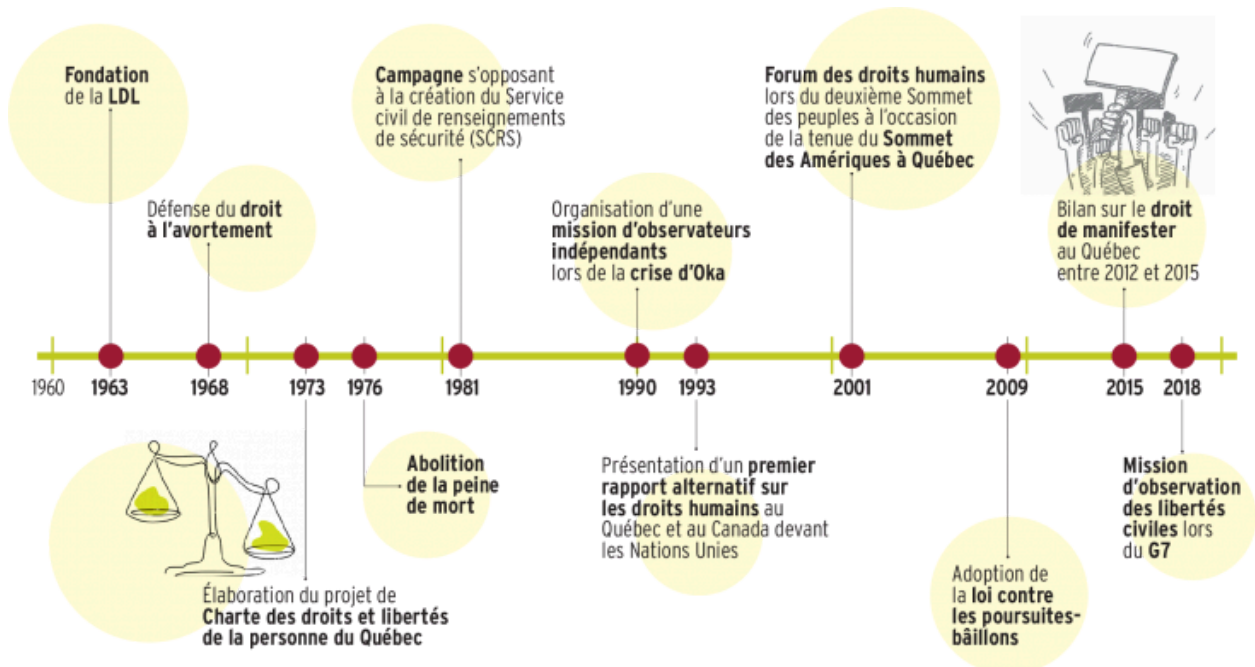 Fondation
de la LDL
Campagne s'opposant
à la création du Service
civil de renseignements
de sécurité (SCRS)
Forum des droits humains
lors du deuxième Sommet
des peuples à l'occasion
de la tenue du Sommet
des Amériques à Québec
Défense du droit
à l'avortement
Organisation d'une
mission d'observateurs
indépendants
lors de la crise d'Oka
Bilan sur le droit
de manifester
au Québec
entre 2012 et 2015
1960 1963 1968 1973 1976 1981 1990 1993 2001 2009 2015 2018
Abolition
de la peine
de mort
Présentation d'un premier
rapport alternatif sur
les droits humains au
Québec et au Canada devant
les Nations Unies
Mission
d'observation
des libertés
civiles lors
du G7
Élaboration du projet de
Charte des droits et libertés
de la personne du Québec
Adoption de
la loi contre
les poursuites-
bâillons